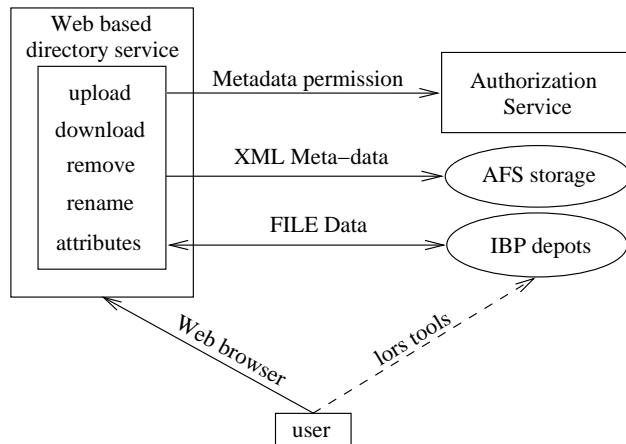 Web based
directory service
upload
download
remove
rename
attributes
Metadata permission
Authorization
Service
XML Meta−data
AFS storage
FILE Data
IBP depots
Web browser
lors tools
user